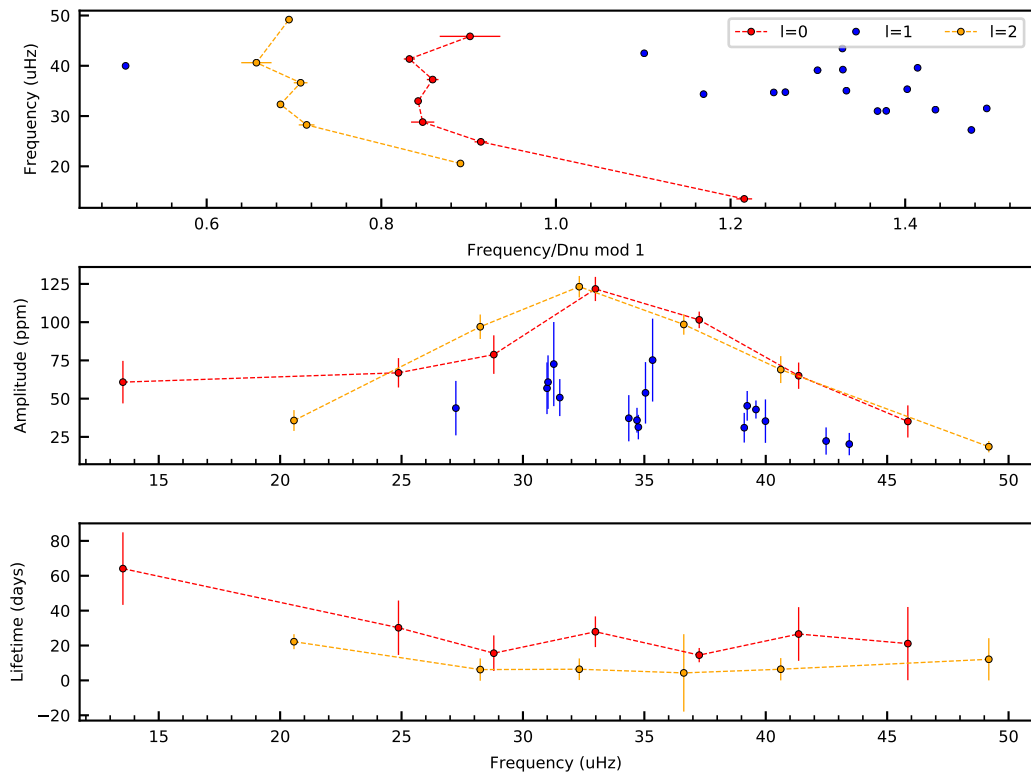 50
40
30
20
Frequency (uHz)
l=0 l=1 l=2
0.6 0.8 1.0 1.2 1.4
Frequency/Dnu mod 1
125
100
75
50
25
Amplitude (ppm)
15 20 25 30 35 40 45 50
80
60
40
20
0
−20
Lifetime (days)
15 20 25 30 35 40 45 50
Frequency (uHz)